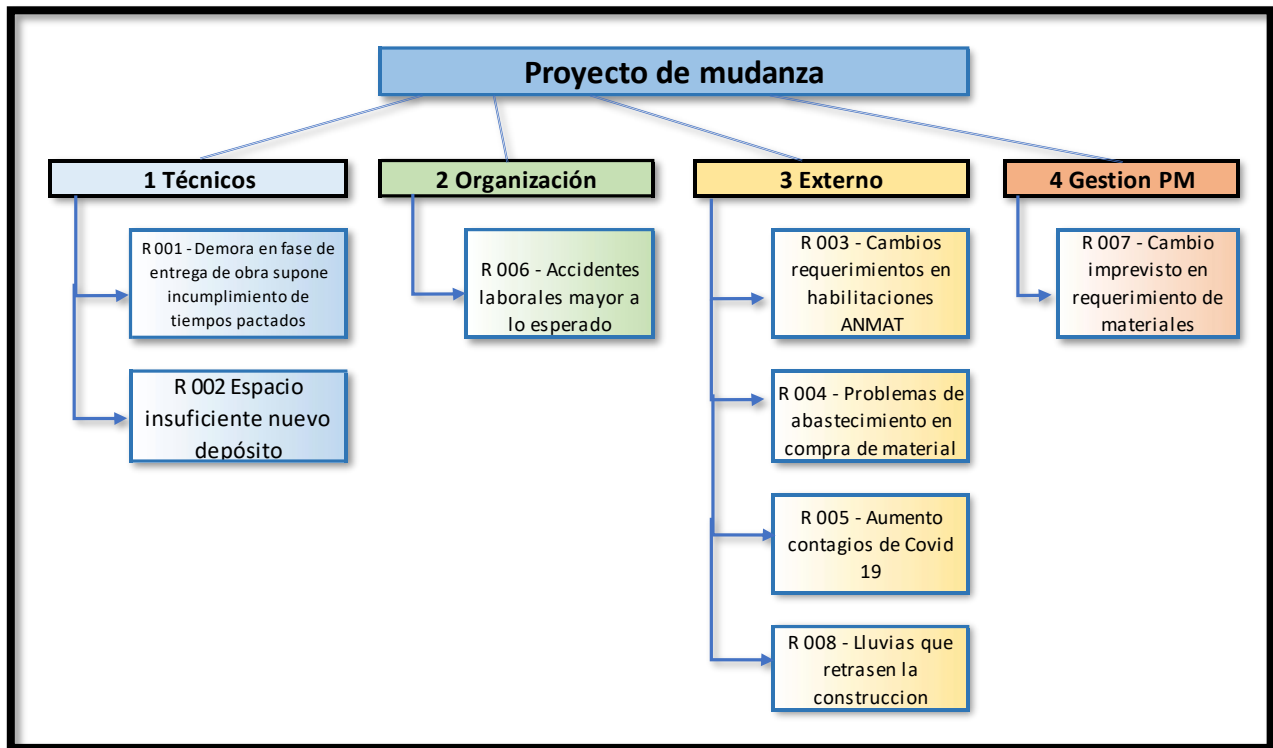 Proyecto de mudanza
1 Técnicos
2 Organización
3 Externo
4 Gestion PM
R 001 - Demora en fase de
entrega de obra supone
incumplimiento de
tiempos pactados
R 002 Espacio
insuficiente nuevo
depósito
R 006 - Accidentes
laborales mayor a
lo esperado
R 003 - Cambios
requerimientos en
habilitaciones
ANMAT
R 004 - Problemas de
abastecimiento en
compra de material
R 005 - Aumento
contagios de Covid
19
R 008 - Lluvias que
retrasen la
construccion
R 007 - Cambio
imprevisto en
requerimiento de
materiales